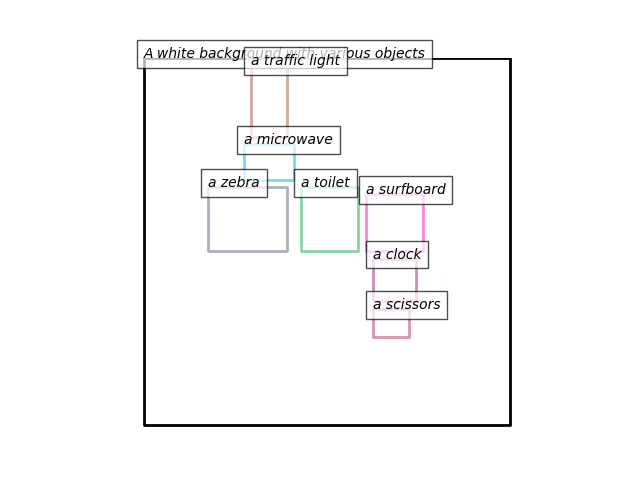 A white background with various objects
a traffic light
a microwave
a zebra
a toilet
a surfboard
a clock
a scissors